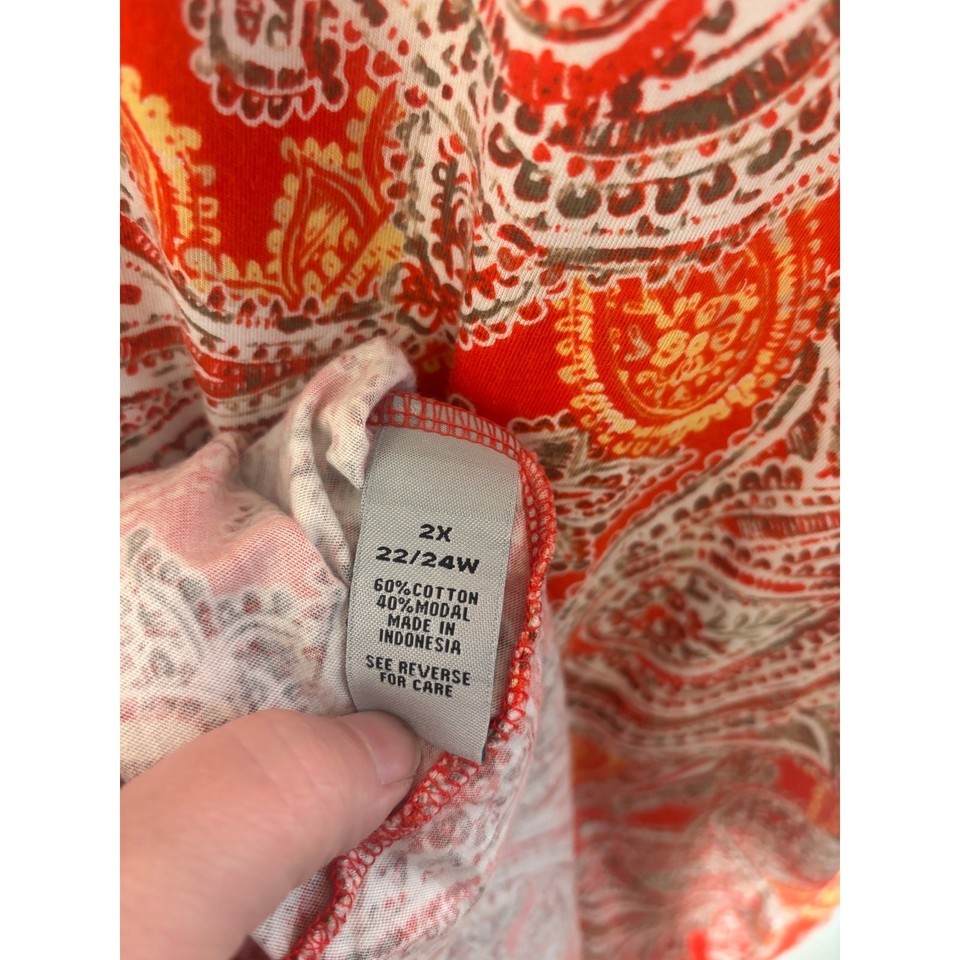 2X
22/24W
60%COTTON
40%MODAL
MADE IN
INDONESIA
SEE REVERSE
FOR CARE